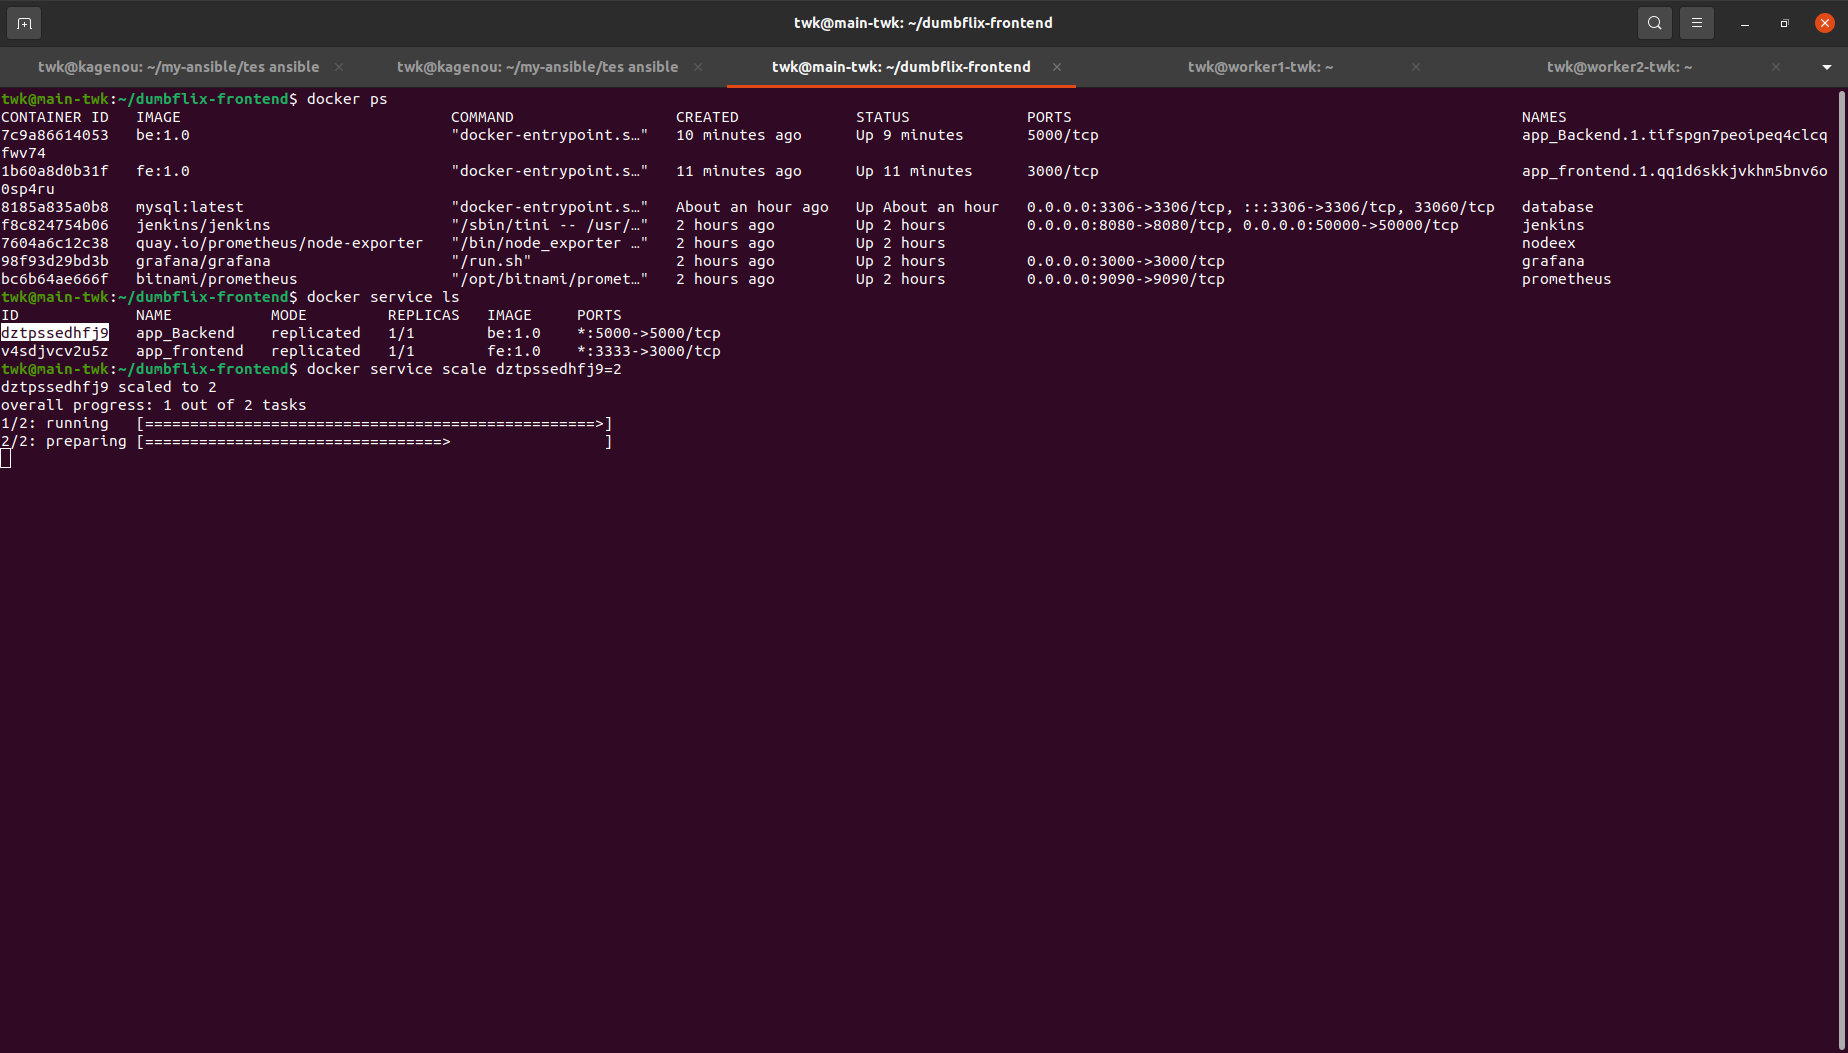 twk@main-twk: ~/dumbflix-frontend
twk@kagenou: ~/my-ansible/tes ansible × twk@kagenou: ~/my-ansible/tes ansible × twk@main-twk: ~/dumbflix-frontend × twk@worker1-twk: ~ × twk@worker2-twk: ~ ×
twk@main-twk:~/dumbflix-frontend$ docker ps
CONTAINER ID   IMAGE                              COMMAND                  CREATED             STATUS             PORTS                                                  NAMES
7c9a86614053   be:1.0                             "docker-entrypoint.s…"   10 minutes ago      Up 9 minutes       5000/tcp                                               app_Backend.1.tifspgn7peoipeq4clcq
fwv74
1b60a8d0b31f   fe:1.0                             "docker-entrypoint.s…"   11 minutes ago      Up 11 minutes      3000/tcp                                               app_frontend.1.qq1d6skkjvkhm5bnv6o
0sp4ru
8185a835a0b8   mysql:latest                       "docker-entrypoint.s…"   About an hour ago   Up About an hour   0.0.0.0:3306->3306/tcp, :::3306->3306/tcp, 33060/tcp   database
f8c824754b06   jenkins/jenkins                    "/sbin/tini -- /usr/…"   2 hours ago         Up 2 hours         0.0.0.0:8080->8080/tcp, 0.0.0.0:50000->50000/tcp       jenkins
7604a6c12c38   quay.io/prometheus/node-exporter   "/bin/node_exporter …"   2 hours ago         Up 2 hours                                                                nodeex
98f93d29bd3b   grafana/grafana                    "/run.sh"                2 hours ago         Up 2 hours         0.0.0.0:3000->3000/tcp                                 grafana
bc6b64ae666f   bitnami/prometheus                 "/opt/bitnami/promet…"   2 hours ago         Up 2 hours         0.0.0.0:9090->9090/tcp                                 prometheus
twk@main-twk:~/dumbflix-frontend$ docker service ls
ID             NAME           MODE         REPLICAS   IMAGE     PORTS
dztpssedhfj9   app_Backend    replicated   1/1        be:1.0    *:5000->5000/tcp
v4sdjvcv2u5z   app_frontend   replicated   1/1        fe:1.0    *:3333->3000/tcp
twk@main-twk:~/dumbflix-frontend$ docker service scale dztpssedhfj9=2
dztpssedhfj9 scaled to 2
overall progress: 1 out of 2 tasks
1/2: running   [==================================================>]
2/2: preparing [=================================>                 ]